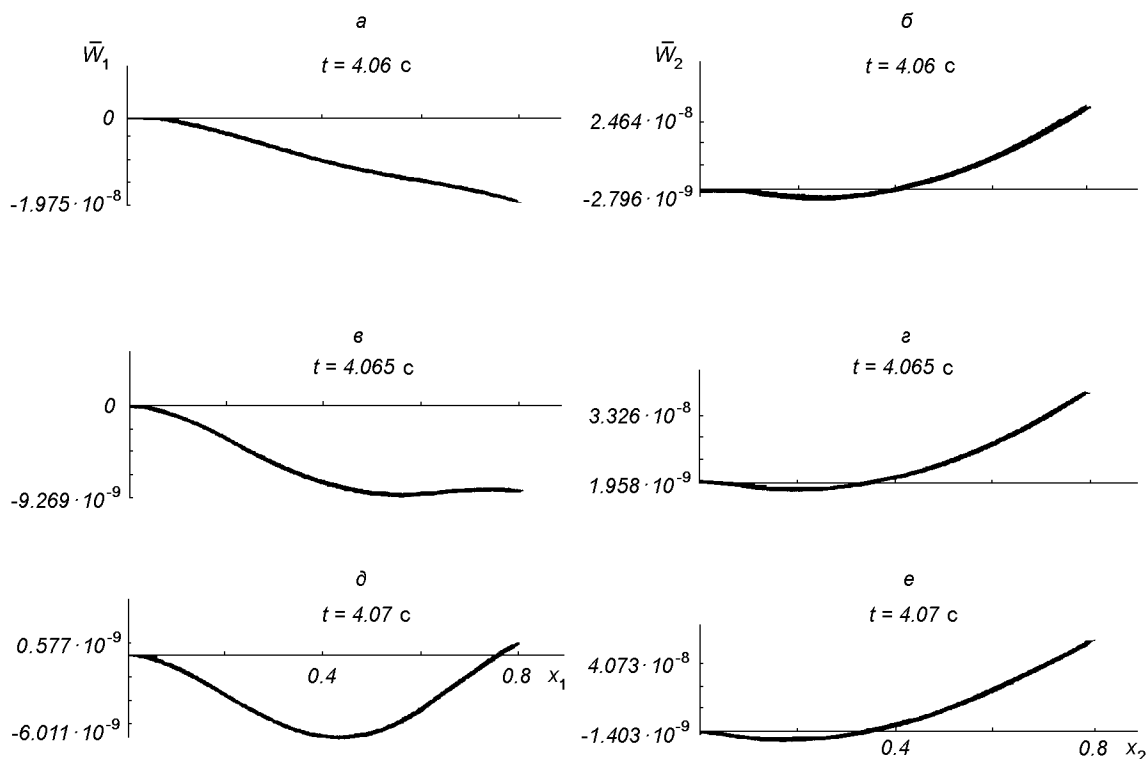 а
W̄₁
t = 4.06 с
0
-1.975·10⁻⁸
б
W̄₂
t = 4.06 с
2.464·10⁻⁸
-2.796·10⁻⁹
в
t = 4.065 с
0
-9.269·10⁻⁹
г
t = 4.065 с
3.326·10⁻⁸
1.958·10⁻⁹
д
t = 4.07 с
0.577·10⁻⁹
0.4 0.8 x₁
-6.011·10⁻⁹
е
t = 4.07 с
4.073·10⁻⁸
-1.403·10⁻⁹
0.4 0.8 x₂